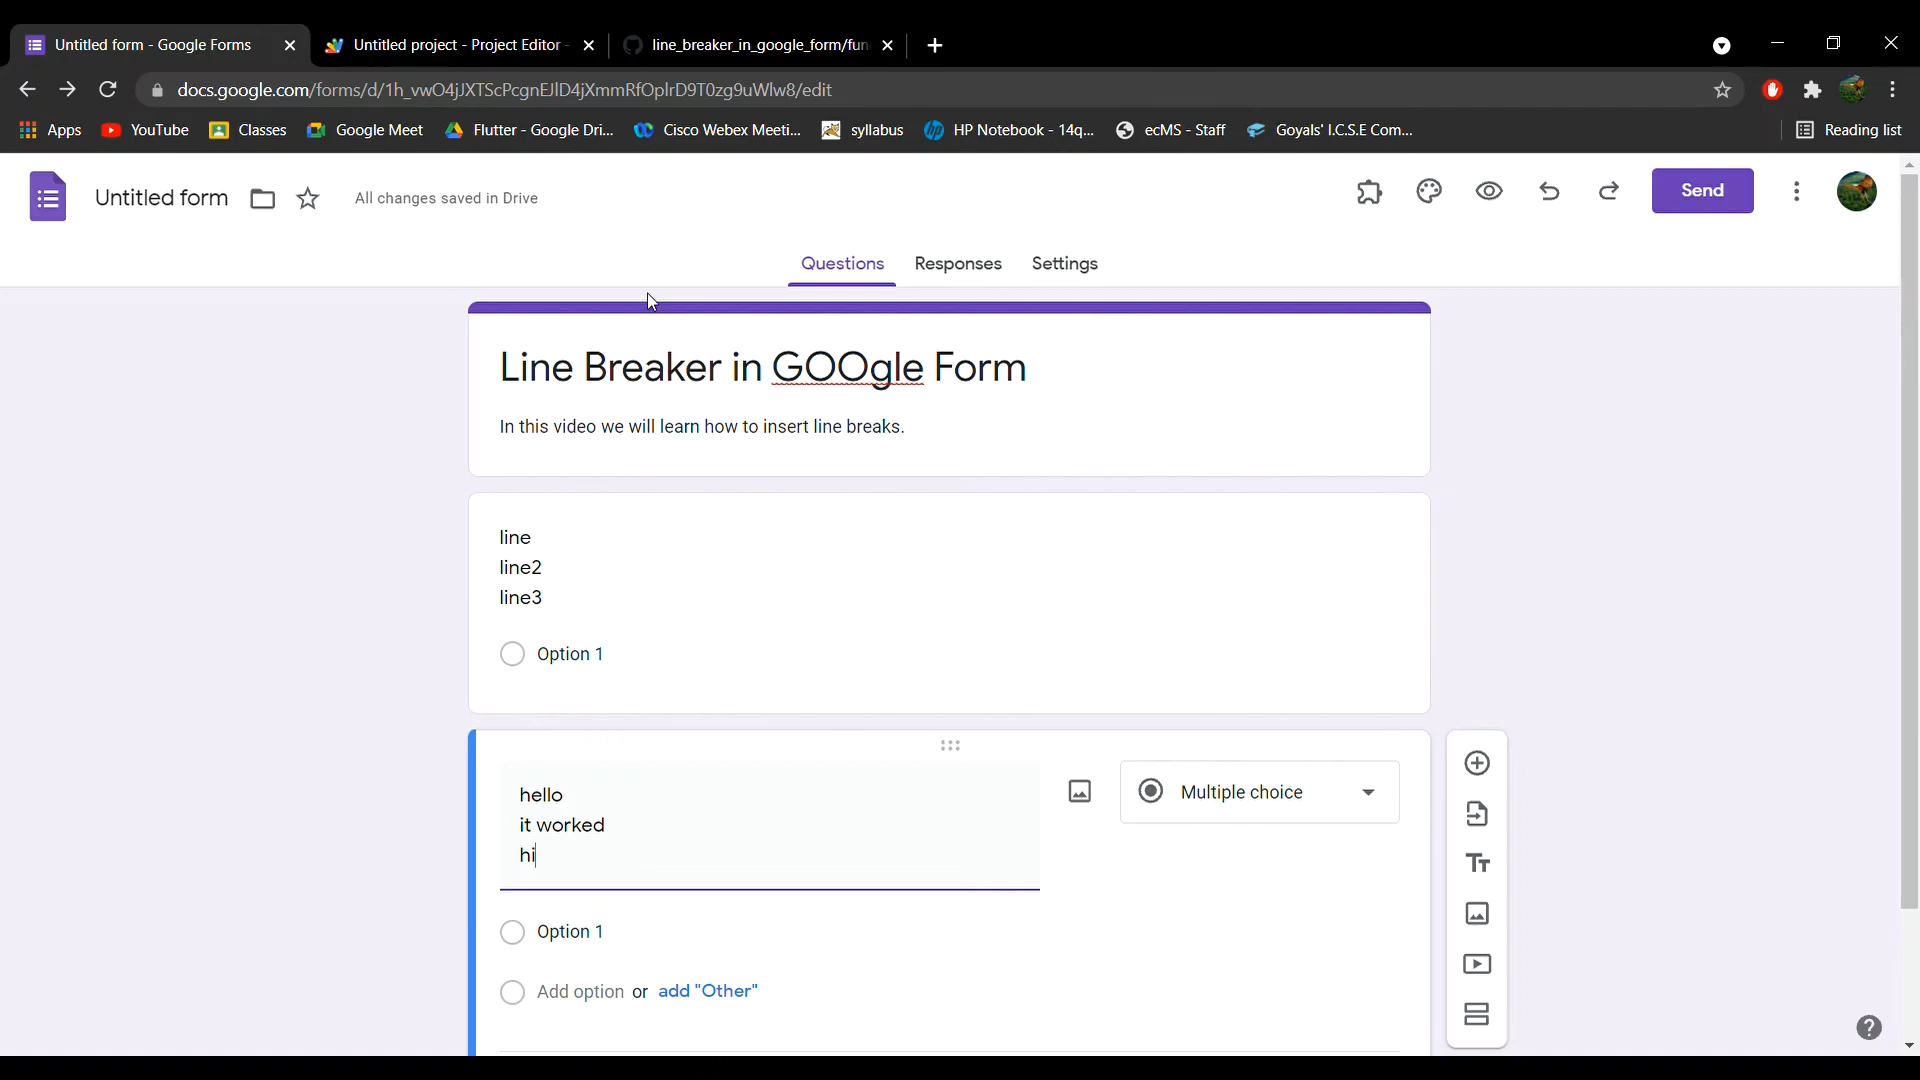 Untitled form - Google Forms
Untitled project - Project Editor -
line_breaker_in_google_form/fun
docs.google.com/forms/d/1h_vwO4jJXTScPcgnEJlD4jXmmRfOplrD9T0zg9uWlw8/edit
Apps
YouTube
Classes
Google Meet
Flutter - Google Dri...
Cisco Webex Meeti...
syllabus
HP Notebook - 14q...
ecMS - Staff
Goyals' I.C.S.E Com...
Reading list
Untitled form
All changes saved in Drive
Send
Questions
Responses
Settings
Line Breaker in GOOgle Form
In this video we will learn how to insert line breaks.
line
line2
line3
Option 1
hello
it worked
hi
Multiple choice
Option 1
Add option or add "Other"